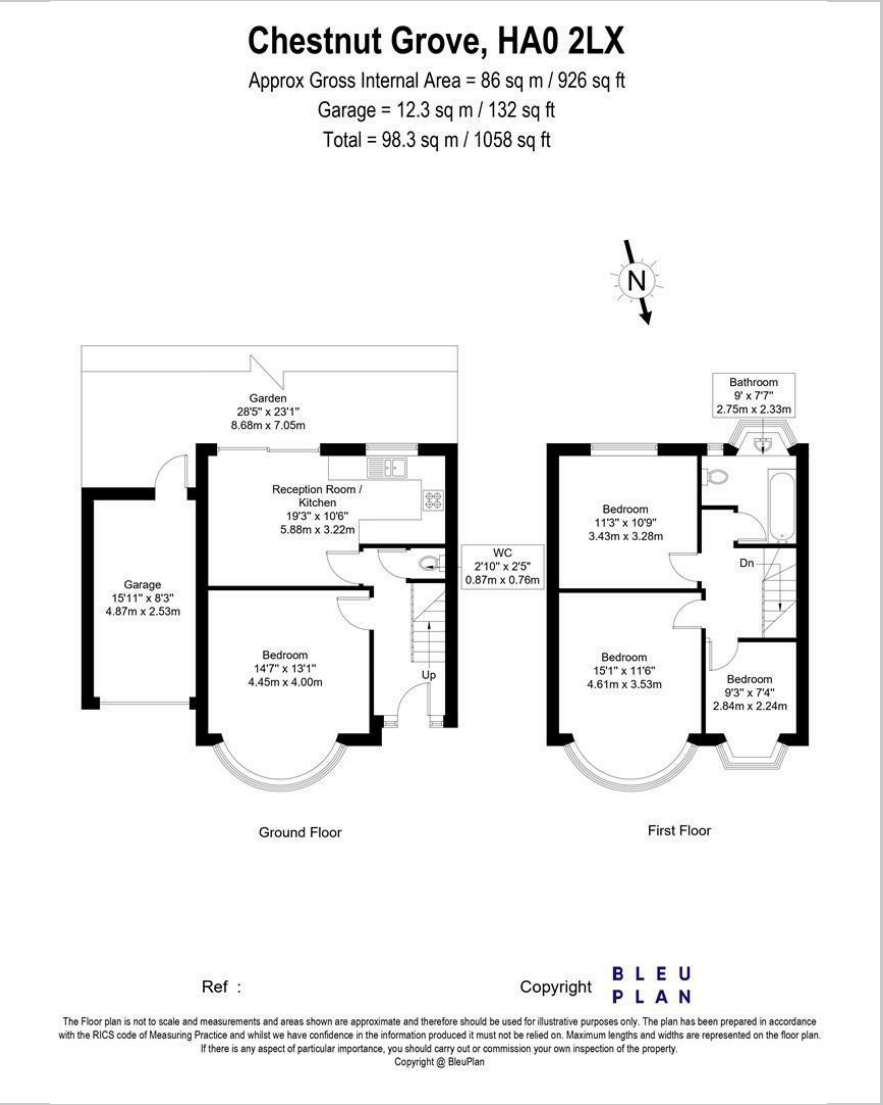 Chestnut Grove, HA0 2LX
Approx Gross Internal Area = 86 sq m / 926 sq ft
Garage = 12.3 sq m / 132 sq ft
Total = 98.3 sq m / 1058 sq ft
N
Garden
28'5" x 23'1"
8.68m x 7.05m
Reception Room /
Kitchen
19'3" x 10'6"
5.88m x 3.22m
WC
2'10" x 2'5"
0.87m x 0.76m
Garage
15'11" x 8'3"
4.87m x 2.53m
Bedroom
14'7" x 13'1"
4.45m x 4.00m
Up
Ground Floor
Bathroom
9' x 7'7"
2.75m x 2.33m
Bedroom
11'3" x 10'9"
3.43m x 3.28m
Dn
Bedroom
15'1" x 11'6"
4.61m x 3.53m
Bedroom
9'3" x 7'4"
2.84m x 2.24m
First Floor
Ref :
Copyright
BLEU
PLAN
The Floor plan is not to scale and measurements and areas shown are approximate and therefore should be used for illustrative purposes only. The plan has been prepared in accordance
with the RICS code of Measuring Practice and whilst we have confidence in the information produced it must not be relied on. Maximum lengths and widths are represented on the floor plan.
If there is any aspect of particular importance, you should carry out or commission your own inspection of the property.
Copyright @ BleuPlan